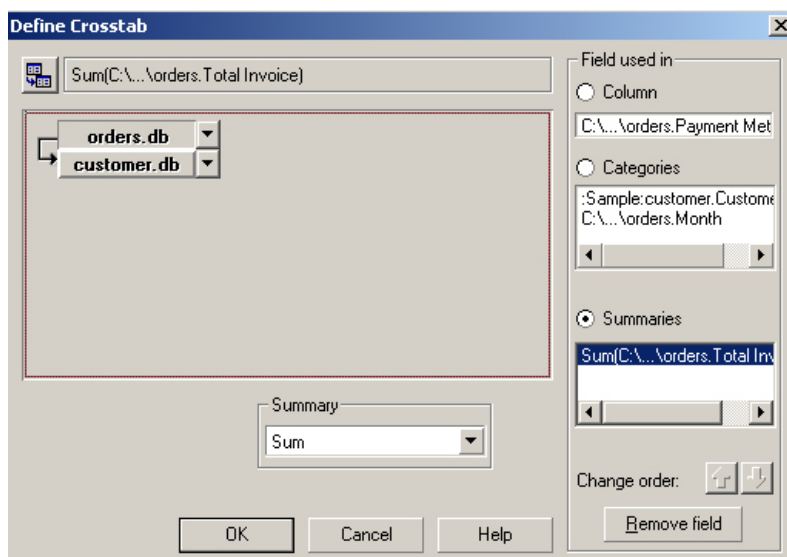 Define Crosstab
Sum(C:\...\orders.Total Invoice)
orders.db
customer.db
Summary
Sum
OK
Cancel
Help
Field used in
Column
C:\...\orders.Payment Met
Categories
:Sample:customer.Custome
C:\...\orders.Month
Summaries
Sum(C:\...\orders.Total Inv
Change order:
Remove field